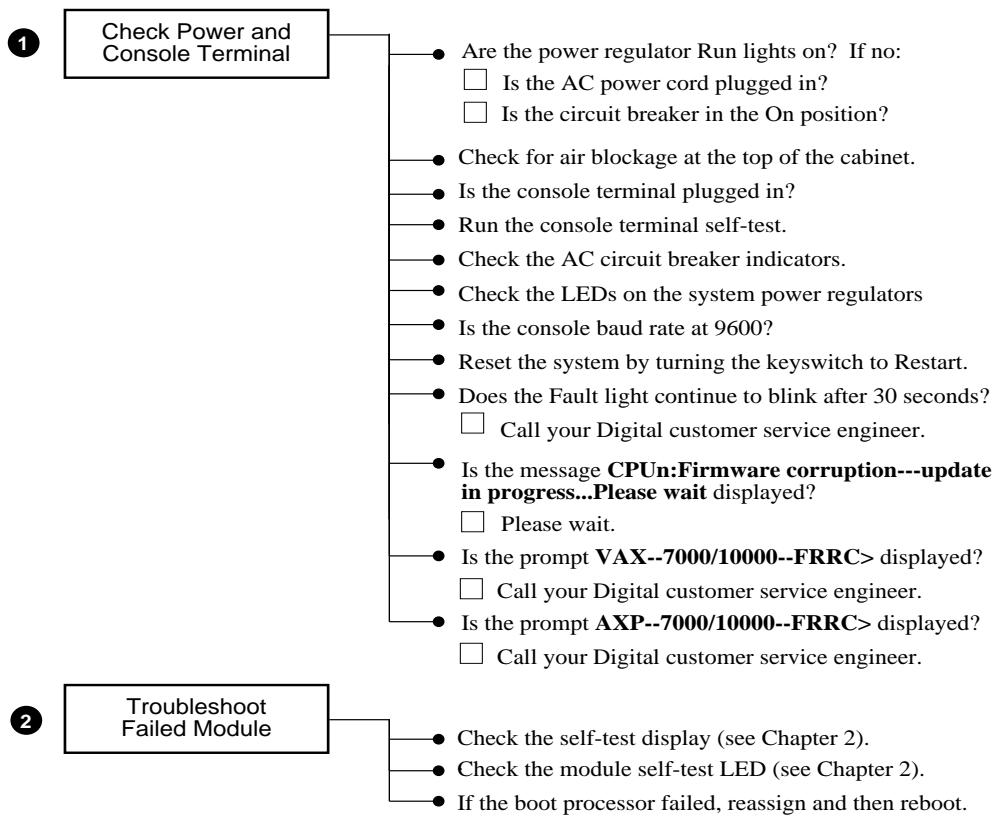 1
Check Power and
Console Terminal
Are the power regulator Run lights on? If no:
Is the AC power cord plugged in?
Is the circuit breaker in the On position?
Check for air blockage at the top of the cabinet.
Is the console terminal plugged in?
Run the console terminal self-test.
Check the AC circuit breaker indicators.
Check the LEDs on the system power regulators
Is the console baud rate at 9600?
Reset the system by turning the keyswitch to Restart.
Does the Fault light continue to blink after 30 seconds?
Call your Digital customer service engineer.
Is the message CPUn:Firmware corruption---update
in progress...Please wait displayed?
Please wait.
Is the prompt VAX--7000/10000--FRRC> displayed?
Call your Digital customer service engineer.
Is the prompt AXP--7000/10000--FRRC> displayed?
Call your Digital customer service engineer.
2
Troubleshoot
Failed Module
Check the self-test display (see Chapter 2).
Check the module self-test LED (see Chapter 2).
If the boot processor failed, reassign and then reboot.